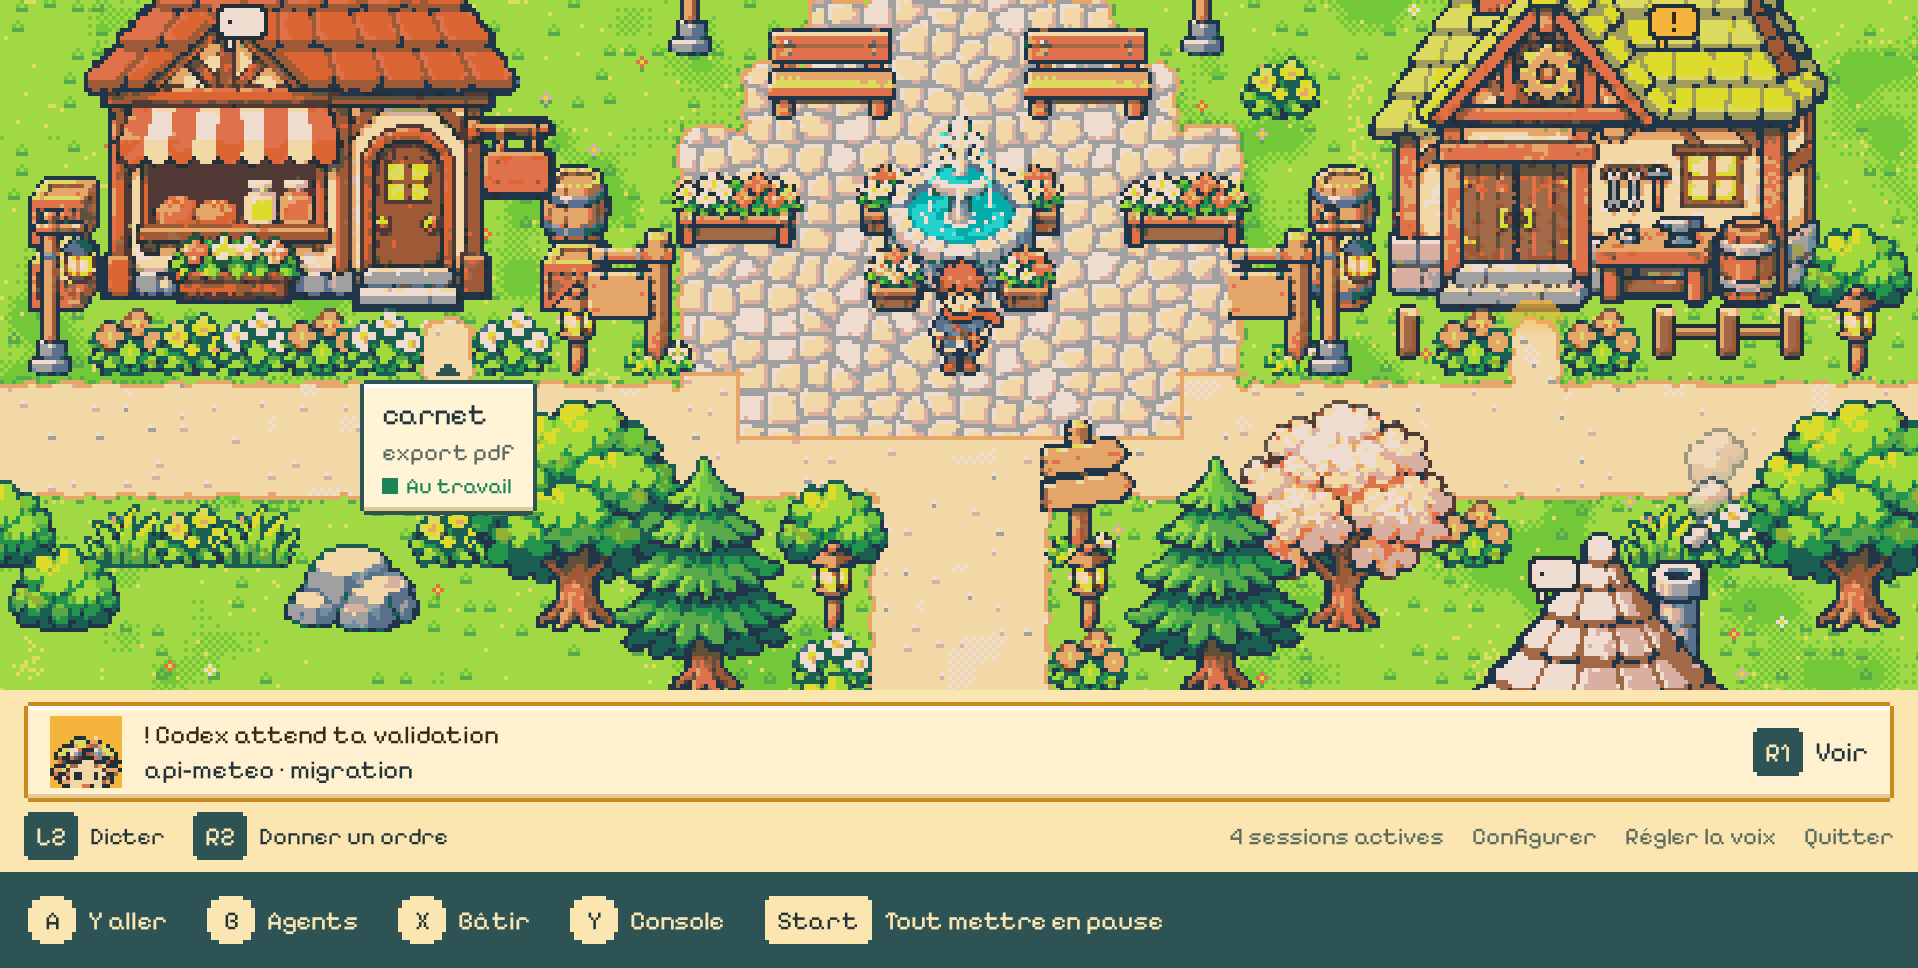 !
carnet
export pdf
Au travail
! Codex attend ta validation
api-meteo · migration
R1 Voir
L2 Dicter R2 Donner un ordre
4 sessions actives Configurer Régler la voix Quitter
A Y aller B Agents X Bâtir Y Console Start Tout mettre en pause